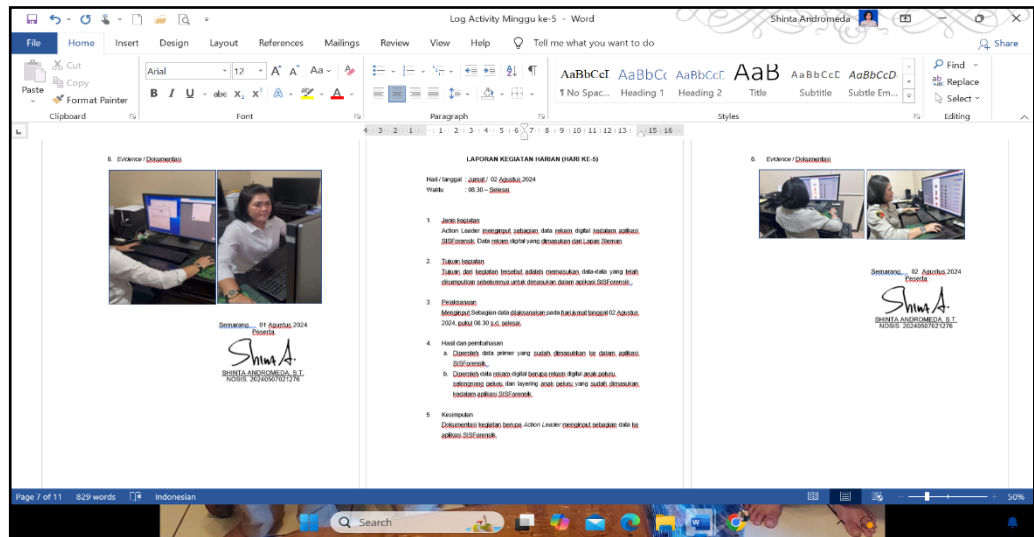 Log Activity Minggu ke-5 - Word
Shinta Andromeda
File Home Insert Design Layout References Mailings Review View Help Tell me what you want to do Share
Paste
Cut
Copy
Format Painter
Clipboard
Arial 12
Font
Paragraph
AaBbCcI AaBbCc AaBbCcD AaB AaBbCcD AaBbCcD
¶ No Spac... Heading 1 Heading 2 Title Subtitle Subtle Em...
Styles
Find
Replace
Select
Editing
6. Evidence / Dokumentasi
Semarang, 01 Agustus 2024
Peserta
SHINTA ANDROMEDA, S.T.
NOSIS. 20240507021276
LAPORAN KEGIATAN HARIAN (HARI KE-5)
Hari / tanggal : Jumat / 02 Agustus 2024
Waktu : 08.30 – Selesai
1. Jenis kegiatan
Action Leader menginput sebagian data rekam digital kedalam aplikasi
SISForensik. Data rekam digital yang dimasukan dari Lapas Sleman
2. Tujuan kegiatan
Tujuan dari kegiatan tersebut adalah memasukan data-data yang telah
dikumpulkan sebelumnya untuk dimasukan dalam aplikasi SISForensik.
3. Pelaksanaan
Menginput Sebagian data dilaksanakan pada hari jumat tanggal 02 Agustus
2024, pukul 08.30 s.d. selesai.
4. Hasil dan pembahasan
a. Diperoleh data primer yang sudah dimasukkan ke dalam aplikasi
SISForensik.
b. Diperoleh data rekam digital berupa rekam digital anak peluru,
selongsong peluru, dan layering anak peluru yang sudah dimasukan
kedalam aplikasi SISForensik.
5. Kesimpulan
Dokumentasi kegiatan berupa Action Leader menginput sebagian data ke
aplikasi SISForensik.
6. Evidence / Dokumentasi
Semarang, 02 Agustus 2024
Peserta
SHINTA ANDROMEDA, S.T.
NOSIS. 20240507021276
Page 7 of 11 829 words Indonesian 50%
Search